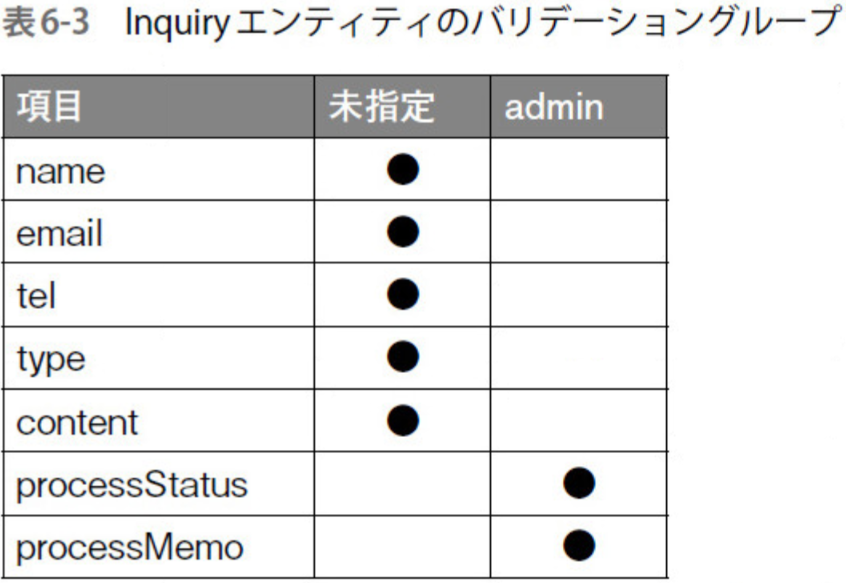 表6-3 Inquiryエンティティのバリデーショングループ
項目 未指定 admin
name ●
email ●
tel ●
type ●
content ●
processStatus ●
processMemo ●